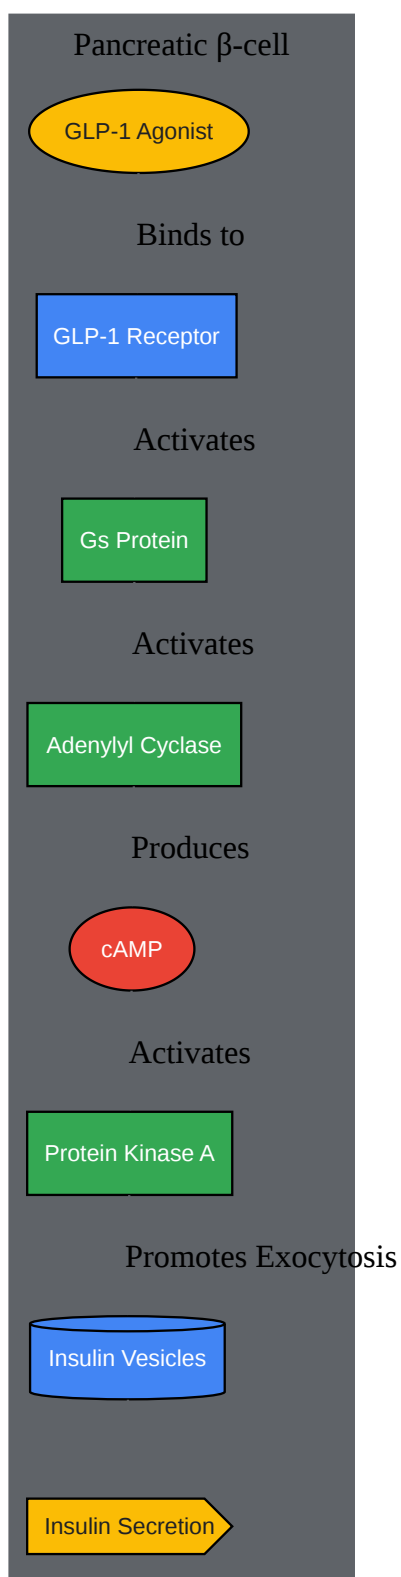 Pancreatic β-cell
GLP-1 Agonist
Binds to
GLP-1 Receptor
Activates
Gs Protein
Activates
Adenylyl Cyclase
Produces
cAMP
Activates
Protein Kinase A
Promotes Exocytosis
Insulin Vesicles
Insulin Secretion